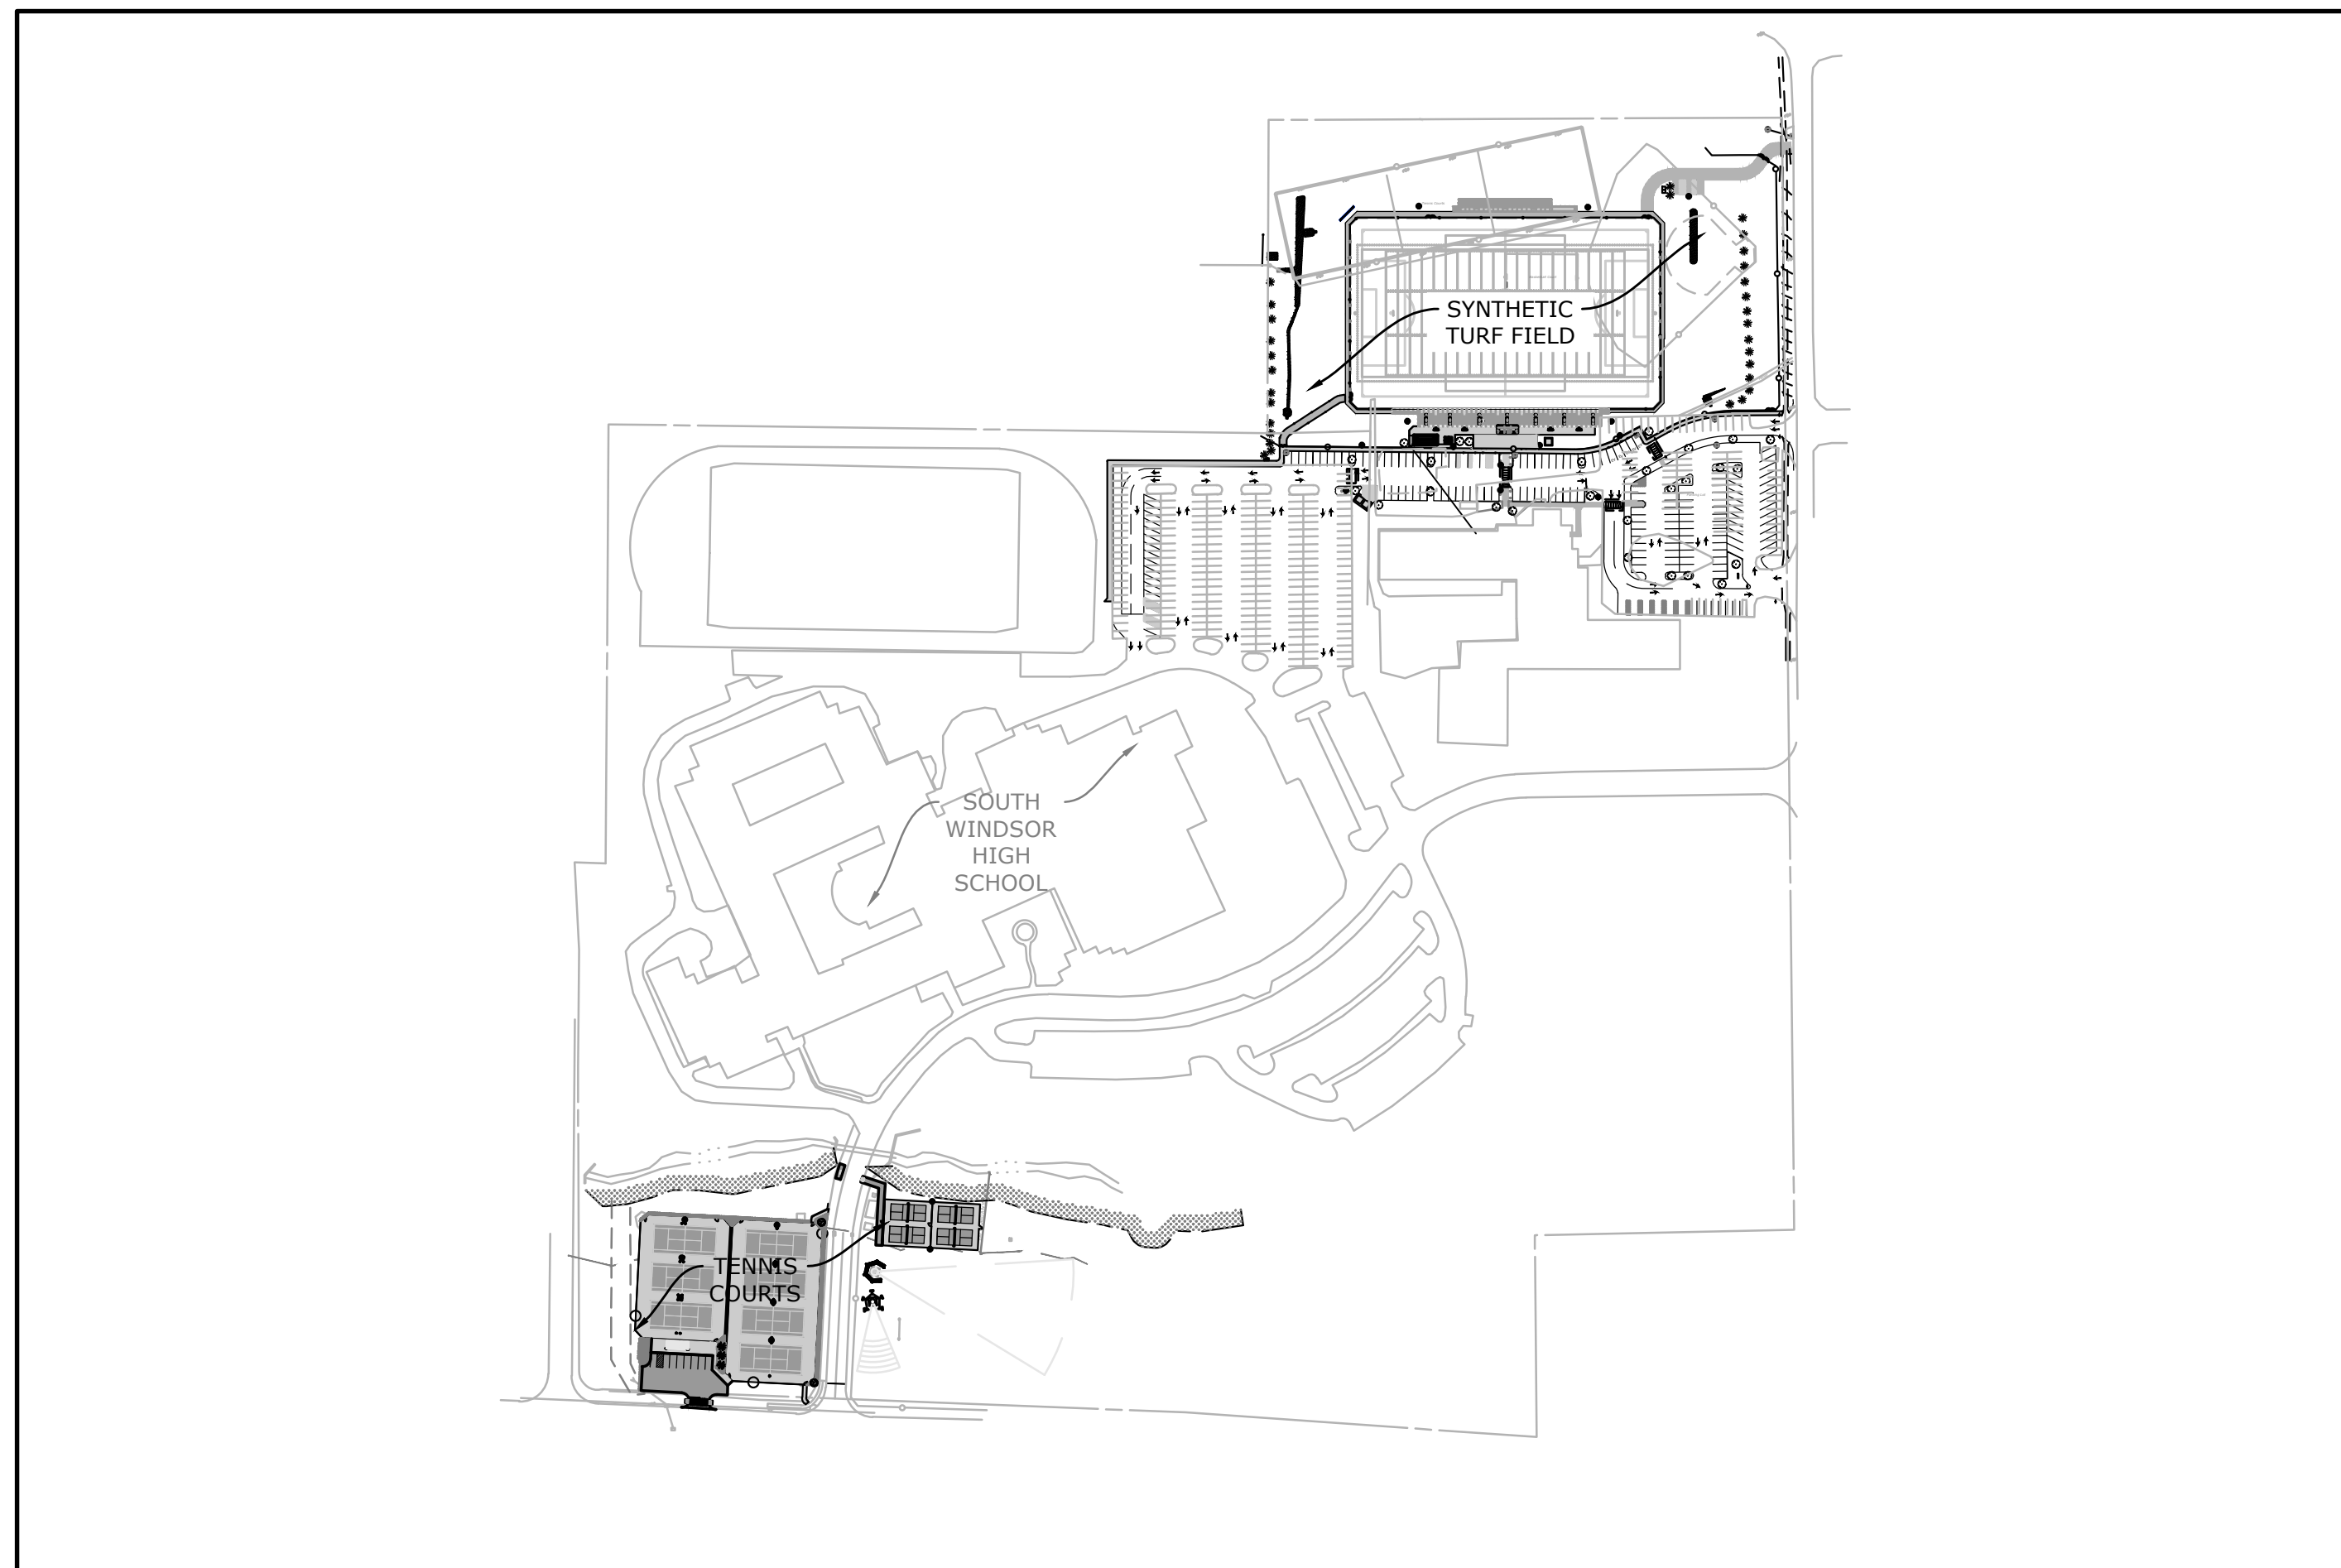 SYNTHETIC
TURF FIELD
SOUTH
WINDSOR
HIGH
SCHOOL
TENNIS
COURTS